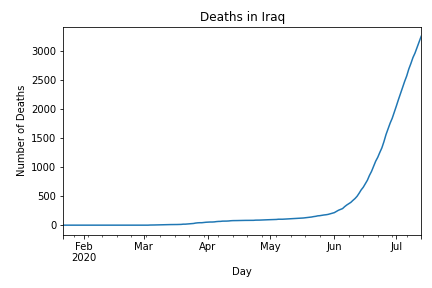 Deaths in Iraq
Number of Deaths
3000
2500
2000
1500
1000
500
0
Feb
2020
Mar
Apr
May
Jun
Jul
Day